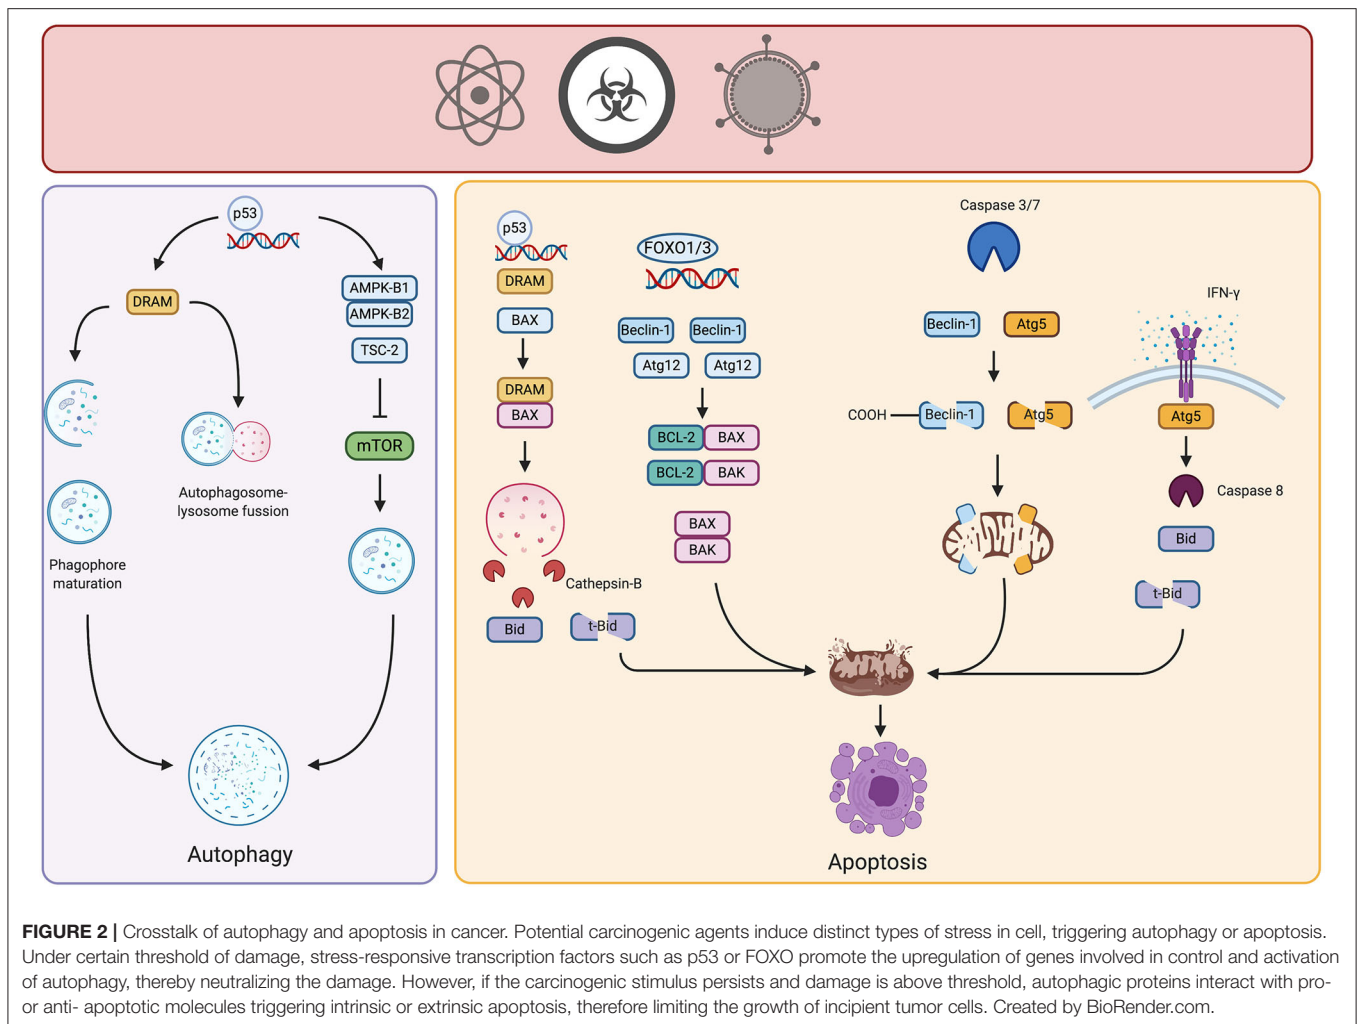 p53
DRAM
AMPK-B1
AMPK-B2
TSC-2
mTOR
Autophagosome-
lysosome fussion
Phagophore
maturation
Autophagy
p53
DRAM
BAX
DRAM
BAX
Cathepsin-B
Bid
t-Bid
FOXO1/3
Beclin-1
Beclin-1
Atg12
Atg12
BCL-2
BAX
BCL-2
BAK
BAX
BAK
Caspase 3/7
Beclin-1
Atg5
COOH
Beclin-1
Atg5
IFN-γ
Atg5
Caspase 8
Bid
t-Bid
Apoptosis
FIGURE 2 | Crosstalk of autophagy and apoptosis in cancer. Potential carcinogenic agents induce distinct types of stress in cell, triggering autophagy or apoptosis.
Under certain threshold of damage, stress-responsive transcription factors such as p53 or FOXO promote the upregulation of genes involved in control and activation
of autophagy, thereby neutralizing the damage. However, if the carcinogenic stimulus persists and damage is above threshold, autophagic proteins interact with pro-
or anti- apoptotic molecules triggering intrinsic or extrinsic apoptosis, therefore limiting the growth of incipient tumor cells. Created by BioRender.com.